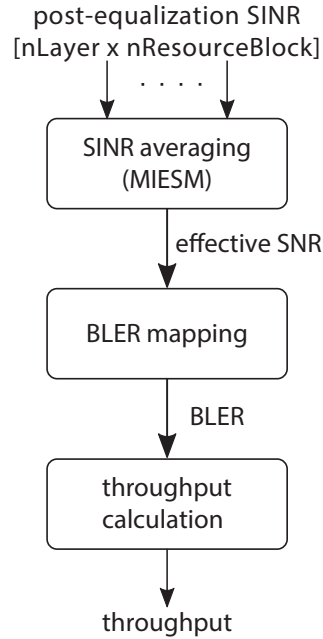 post-equalization SINR
[nLayer x nResourceBlock]
. . . .
SINR averaging
(MIESM)
effective SNR
BLER mapping
BLER
throughput
calculation
throughput